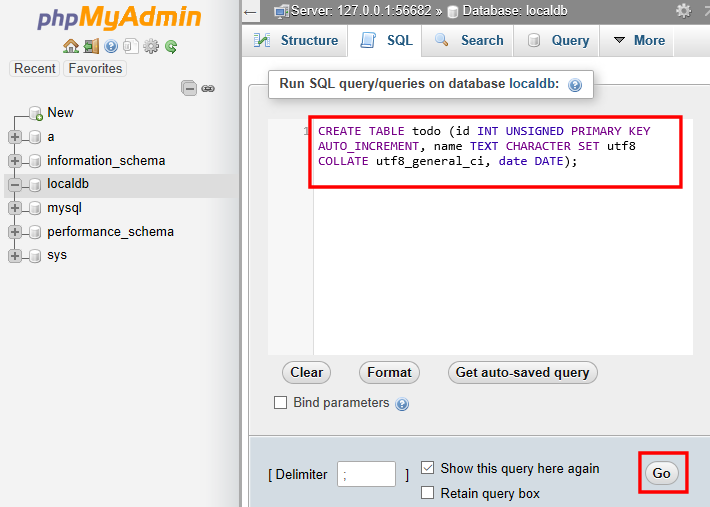 phpMyAdmin
Recent Favorites
New
a
information_schema
localdb
mysql
performance_schema
sys
Server: 127.0.0.1:56682 » Database: localdb
Structure SQL Search Query More
Run SQL query/queries on database localdb:
1 CREATE TABLE todo (id INT UNSIGNED PRIMARY KEY
AUTO_INCREMENT, name TEXT CHARACTER SET utf8
COLLATE utf8_general_ci, date DATE);
Clear Format Get auto-saved query
Bind parameters
[ Delimiter ; ] Show this query here again
Retain query box
Go